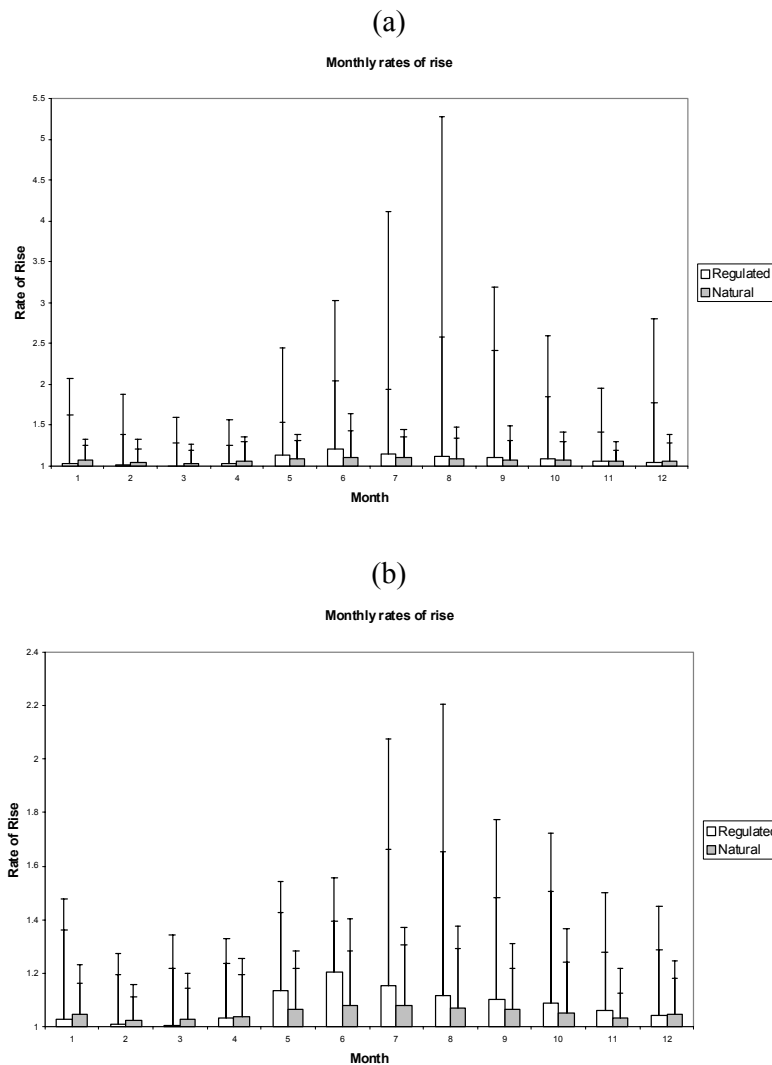 (a)
Monthly rates of rise
5.5
5
4.5
4
3.5
3
2.5
2
1.5
1
Rate of Rise
1 2 3 4 5 6 7 8 9 10 11 12
Month
Regulated
Natural
(b)
Monthly rates of rise
2.4
2.2
2
1.8
1.6
1.4
1.2
1
Rate of Rise
1 2 3 4 5 6 7 8 9 10 11 12
Month
Regulated
Natural